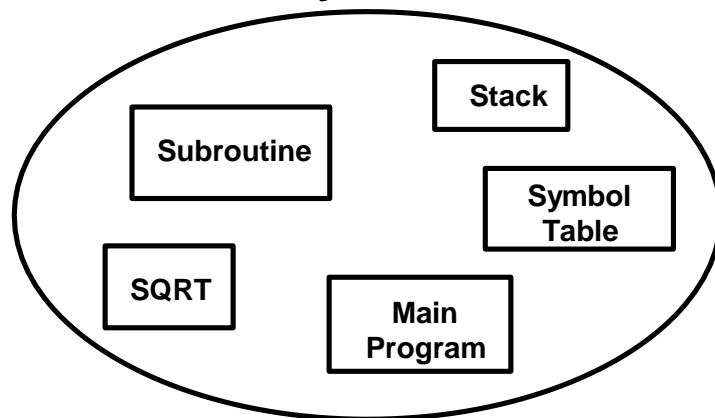 Stack
Subroutine
Symbol
Table
SQRT
Main
Program